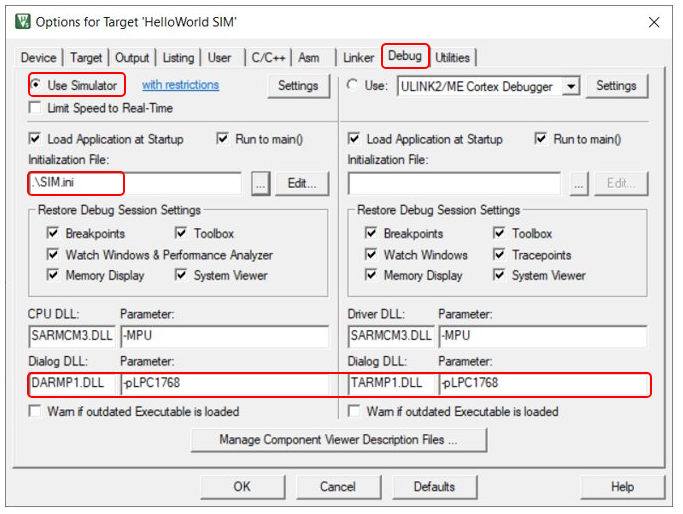 Options for Target 'HelloWorld SIM'
Device Target Output Listing User C/C++ Asm Linker Debug Utilities
Use Simulator with restrictions Settings Use: ULINK2/ME Cortex Debugger Settings
Limit Speed to Real-Time
Load Application at Startup Run to main() Load Application at Startup Run to main()
Initialization File: Initialization File:
.\SIM.ini ... Edit... ... Edit...
Restore Debug Session Settings Restore Debug Session Settings
Breakpoints Toolbox Breakpoints Toolbox
Watch Windows & Performance Analyzer Watch Windows Tracepoints
Memory Display System Viewer Memory Display System Viewer
CPU DLL: Parameter: Driver DLL: Parameter:
SARMCM3.DLL -MPU SARMCM3.DLL -MPU
Dialog DLL: Parameter: Dialog DLL: Parameter:
DARMP1.DLL -pLPC1768 TARMP1.DLL -pLPC1768
Warn if outdated Executable is loaded Warn if outdated Executable is loaded
Manage Component Viewer Description Files ...
OK Cancel Defaults Help